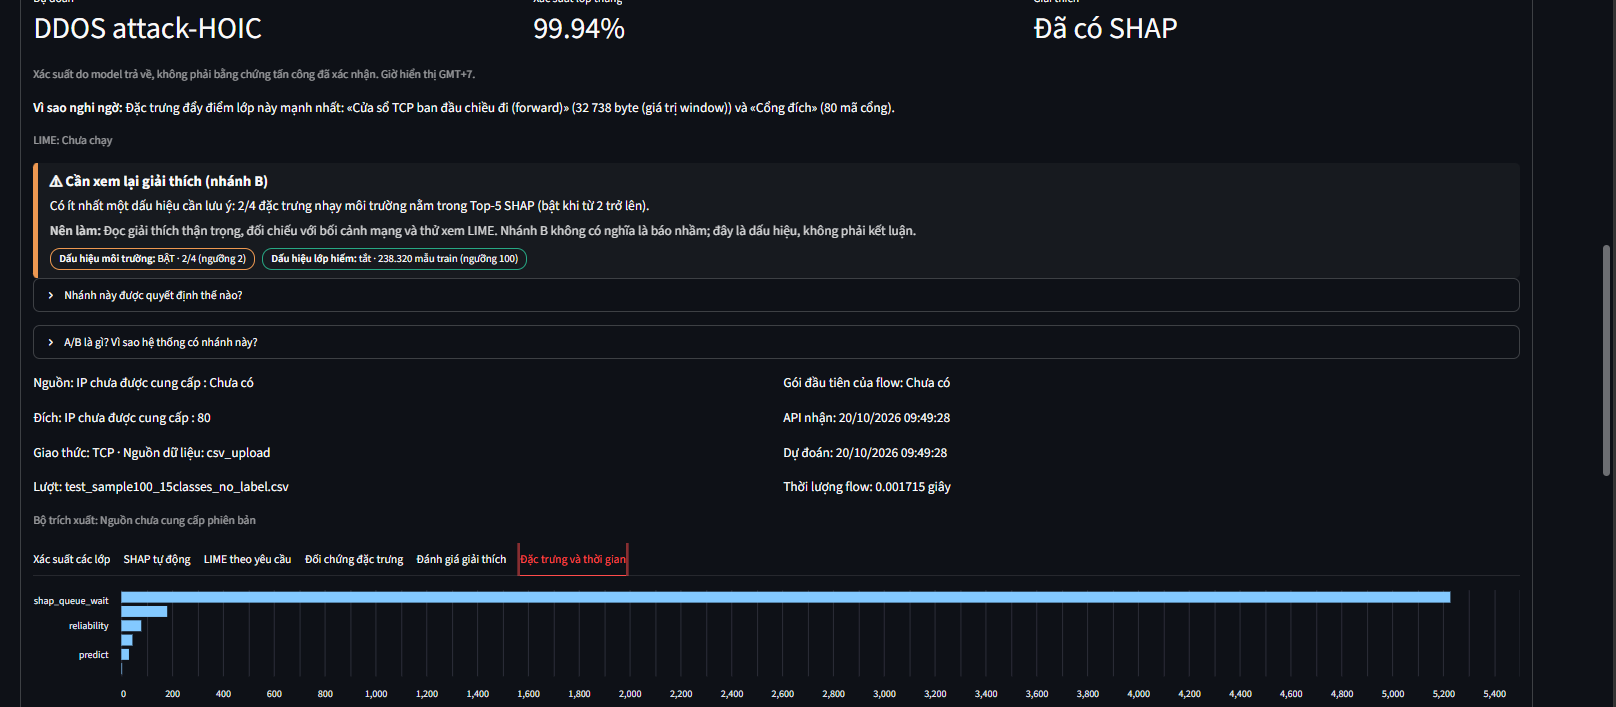 DDOS attack-HOIC
99.94%
Đã có SHAP
Xác suất do model trả về, không phải bằng chứng tấn công đã xác nhận. Giờ hiển thị GMT+7.
Vì sao nghi ngờ: Đặc trưng đẩy điểm lớp này mạnh nhất: «Cửa sổ TCP ban đầu chiều đi (forward)» (32 738 byte (giá trị window)) và «Cổng đích» (80 mã cổng).
LIME: Chưa chạy
⚠ Cần xem lại giải thích (nhánh B)
Có ít nhất một dấu hiệu cần lưu ý: 2/4 đặc trưng nhạy môi trường nằm trong Top-5 SHAP (bật khi từ 2 trở lên).
Nên làm: Đọc giải thích thận trọng, đối chiếu với bối cảnh mạng và thử xem LIME. Nhánh B không có nghĩa là báo nhầm; đây là dấu hiệu, không phải kết luận.
Dấu hiệu môi trường: BẬT · 2/4 (ngưỡng 2)
Dấu hiệu lớp hiếm: tắt · 238.320 mẫu train (ngưỡng 100)
Nhánh này được quyết định thế nào?
A/B là gì? Vì sao hệ thống có nhánh này?
Nguồn: IP chưa được cung cấp : Chưa có
Gói đầu tiên của flow: Chưa có
Đích: IP chưa được cung cấp : 80
API nhận: 20/10/2026 09:49:28
Giao thức: TCP · Nguồn dữ liệu: csv_upload
Dự đoán: 20/10/2026 09:49:28
Lượt: test_sample100_15classes_no_label.csv
Thời lượng flow: 0.001715 giây
Bộ trích xuất: Nguồn chưa cung cấp phiên bản
Xác suất các lớp SHAP tự động LIME theo yêu cầu Đối chứng đặc trưng Đánh giá giải thích Đặc trưng và thời gian
shap_queue_wait
reliability
predict
0 200 400 600 800 1,000 1,200 1,400 1,600 1,800 2,000 2,200 2,400 2,600 2,800 3,000 3,200 3,400 3,600 3,800 4,000 4,200 4,400 4,600 4,800 5,000 5,200 5,400